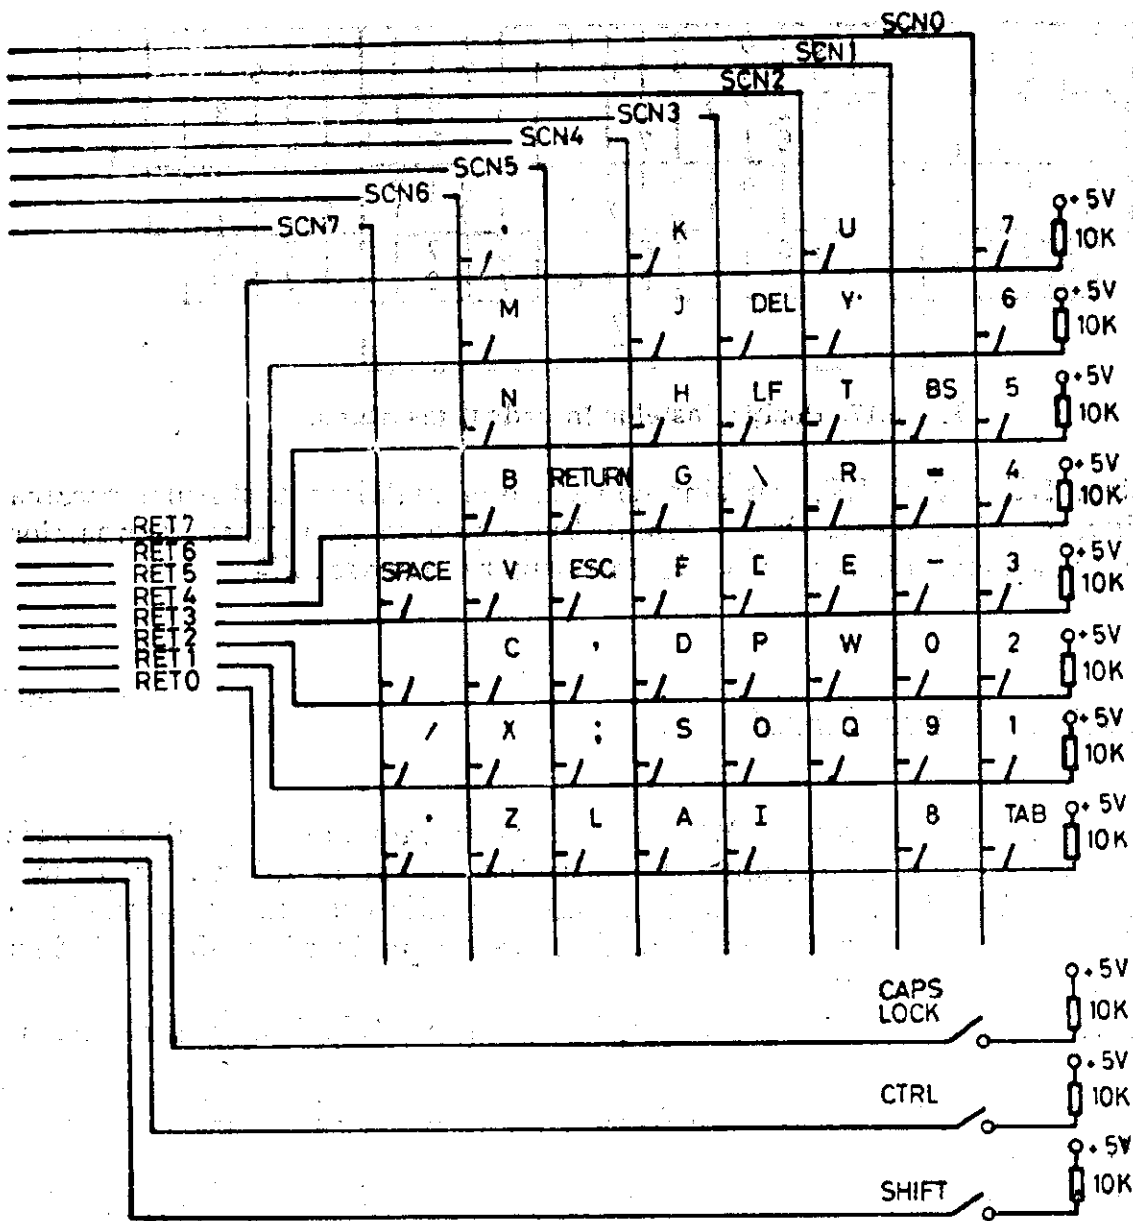 SCN0
SCN1
SCN2
SCN3
SCN4
SCN5
SCN6
SCN7
+5V
, K U 7 10K
+5V
M J DEL Y 6 10K
+5V
N H LF T BS 5 10K
+5V
B RETURN G \ R = 4 10K
RET7
RET6
RET5
RET4
RET3
RET2
RET1
RET0
+5V
SPACE V ESC F [ E - 3 10K
+5V
C ' D P W 0 2 10K
+5V
/ X ; S O Q 9 1 10K
+5V
. Z L A I 8 TAB 10K
+5V
CAPS
LOCK 10K
+5V
CTRL 10K
+5V
SHIFT 10K